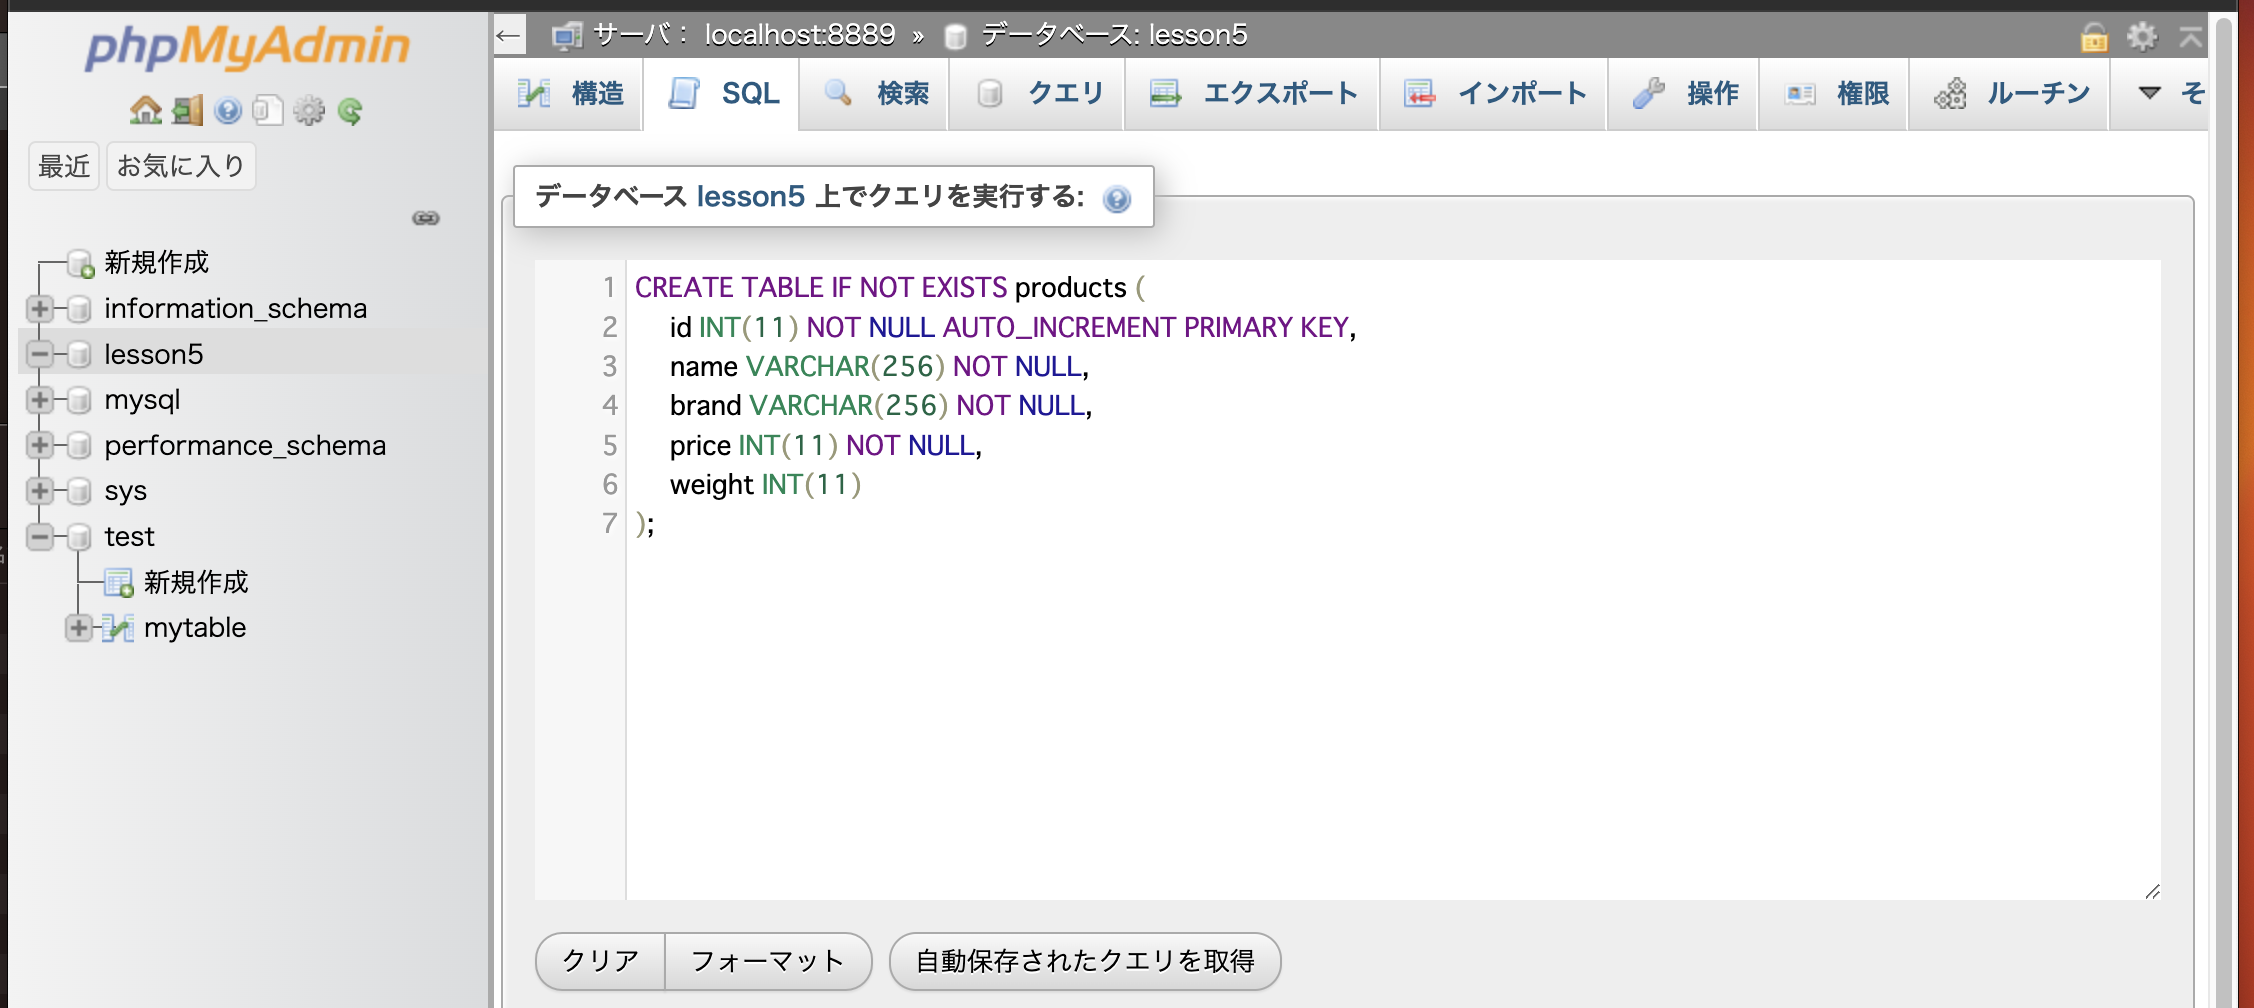 phpMyAdmin
最近 お気に入り
新規作成
information_schema
lesson5
mysql
performance_schema
sys
test
新規作成
mytable
← サーバ： localhost:8889 » データベース: lesson5
構造 SQL 検索 クエリ エクスポート インポート 操作 権限 ルーチン ▼ そ
データベース lesson5 上でクエリを実行する:
1 CREATE TABLE IF NOT EXISTS products (
2 id INT(11) NOT NULL AUTO_INCREMENT PRIMARY KEY,
3 name VARCHAR(256) NOT NULL,
4 brand VARCHAR(256) NOT NULL,
5 price INT(11) NOT NULL,
6 weight INT(11)
7 );
クリア フォーマット 自動保存されたクエリを取得